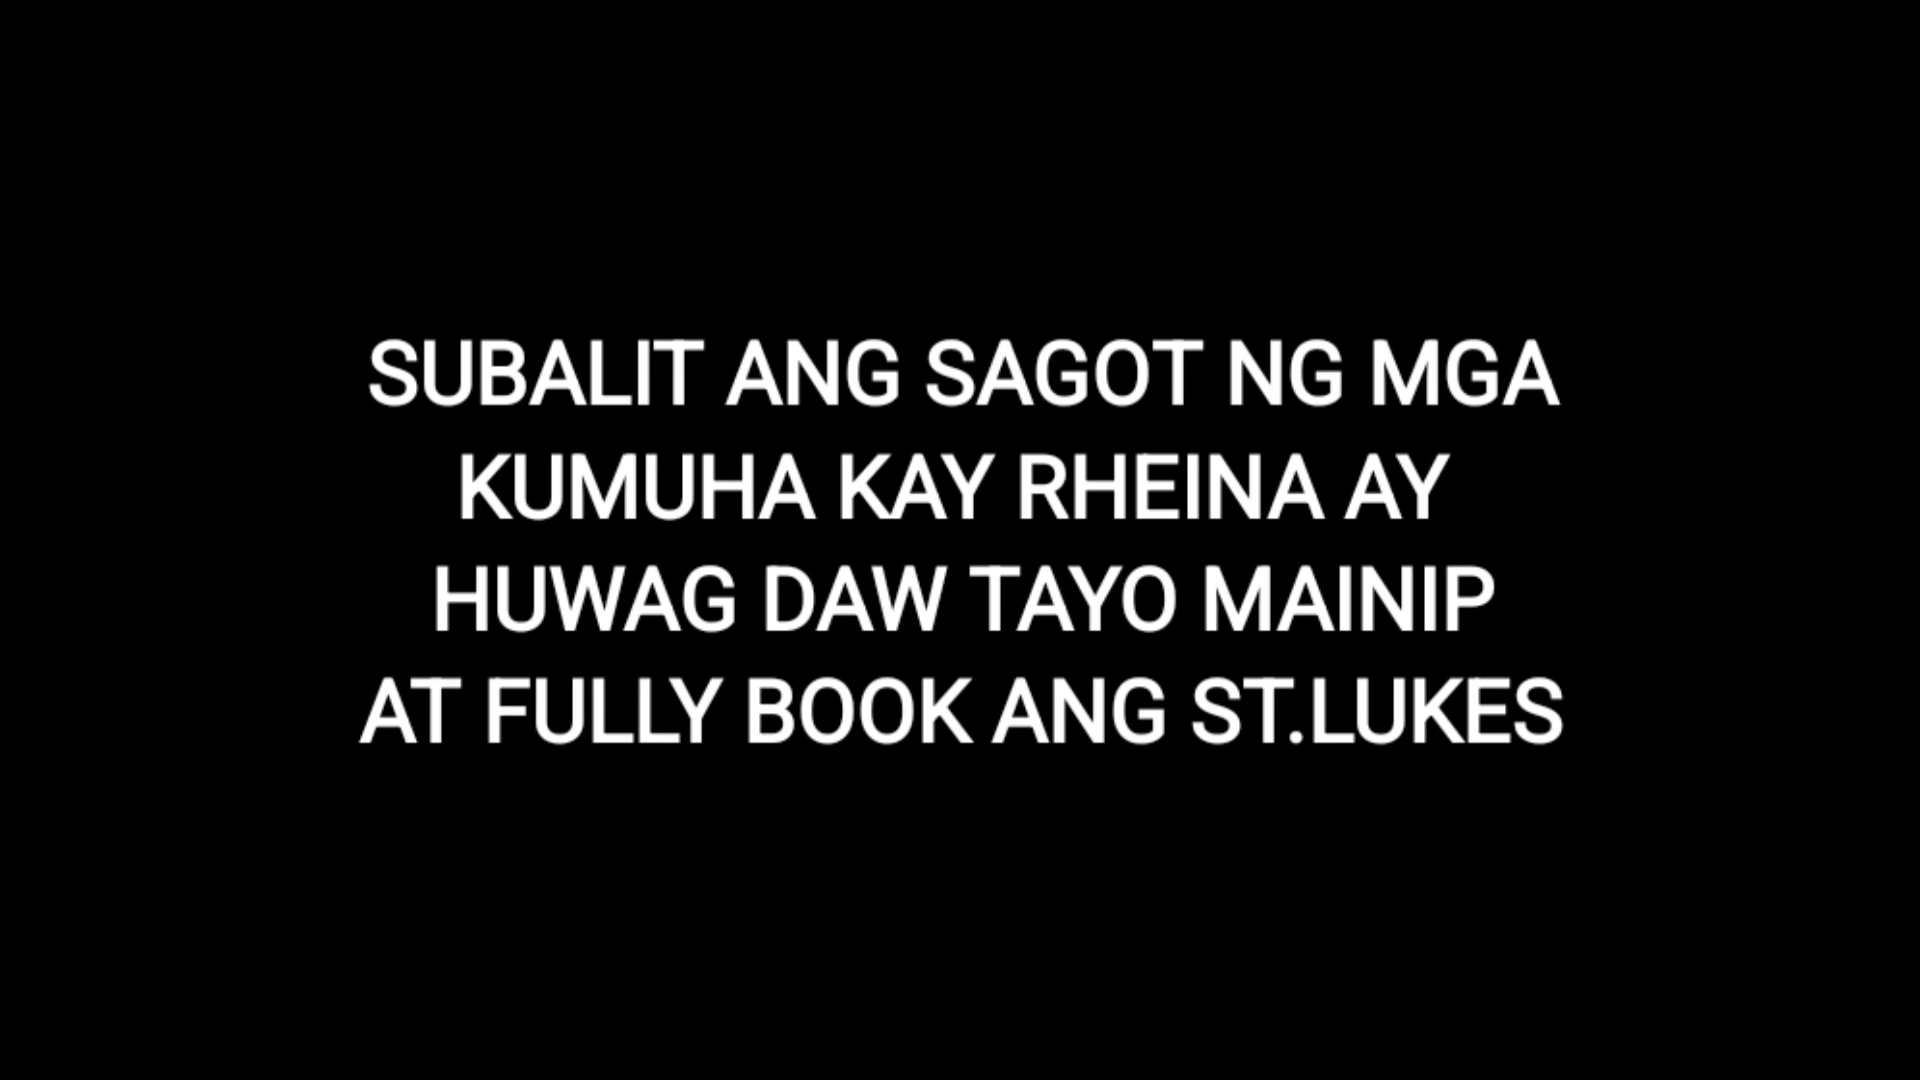 SUBALIT ANG SAGOT NG MGA
KUMUHA KAY RHEINA AY
HUWAG DAW TAYO MAINIP
AT FULLY BOOK ANG ST.LUKES